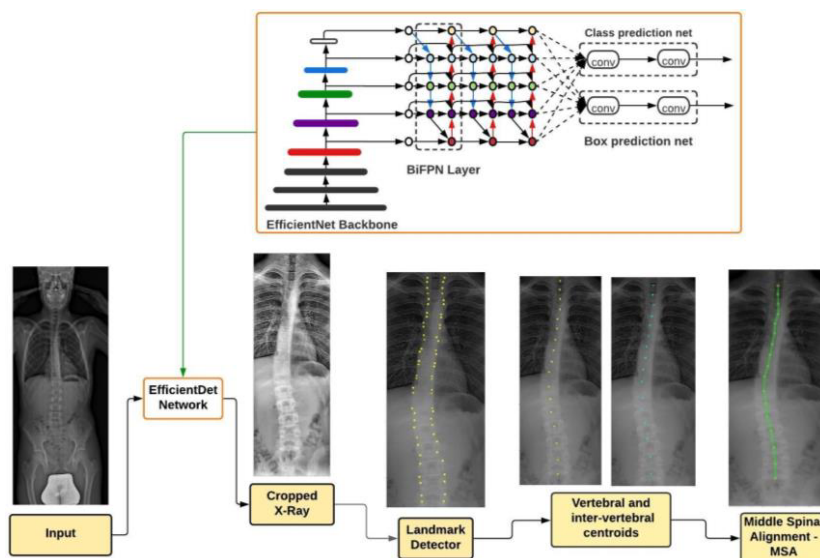 Class prediction net
conv
conv
conv
conv
Box prediction net
BiFPN Layer
EfficientNet Backbone
EfficientDet
Network
Input
Cropped
X-Ray
Landmark
Detector
Vertebral and
inter-vertebral
centroids
Middle Spinal
Alignment -
MSA